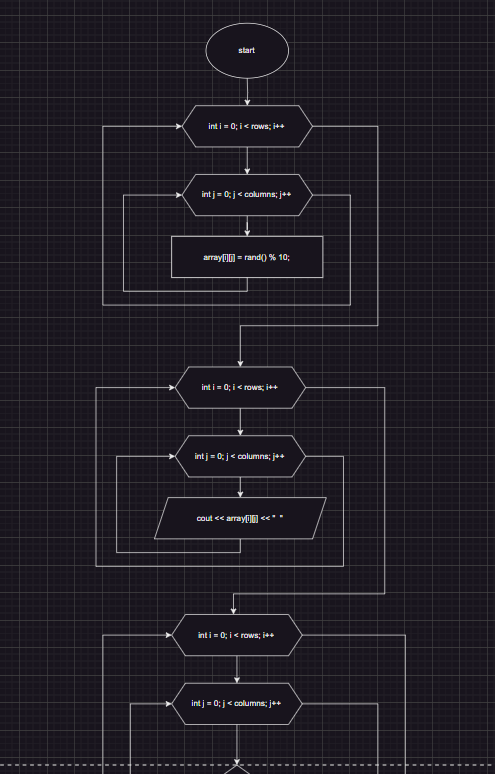 start
int i = 0; i < rows; i++
int j = 0; j < columns; j++
array[i][j] = rand() % 10;
int i = 0; i < rows; i++
int j = 0; j < columns; j++
cout << array[i][j] << "  "
int i = 0; i < rows; i++
int j = 0; j < columns; j++